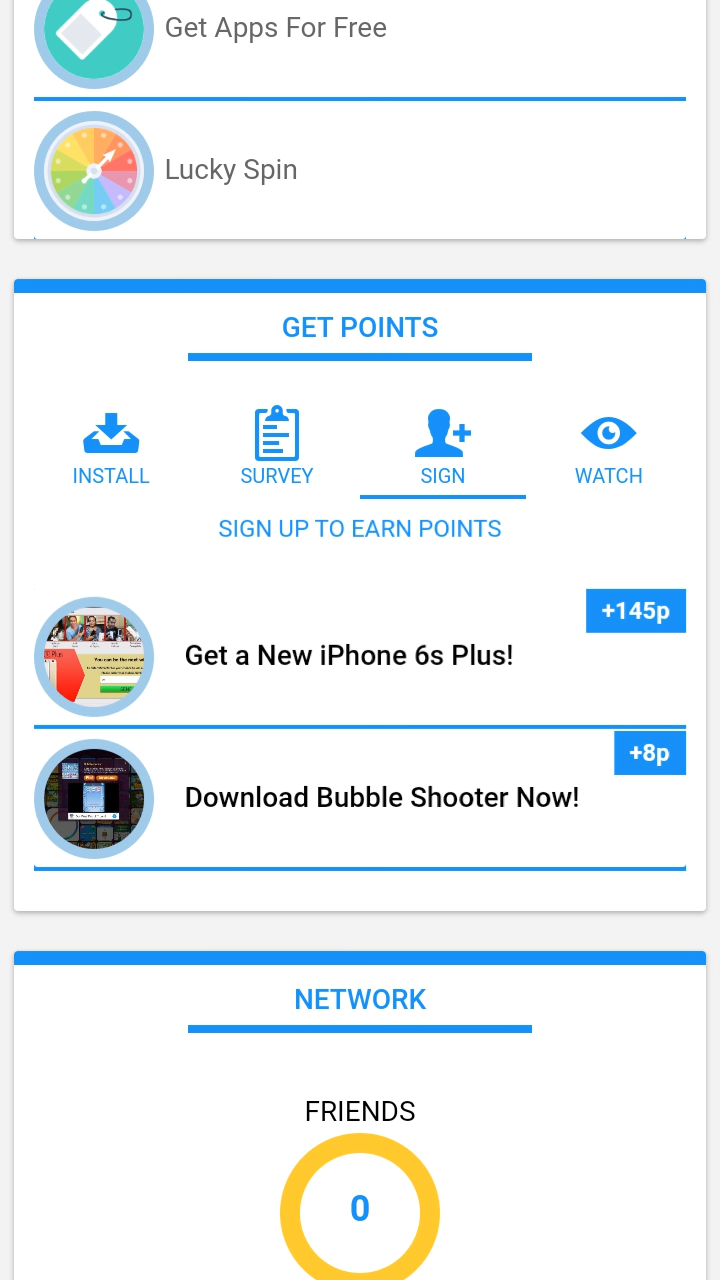 Get Apps For Free
Lucky Spin
GET POINTS
INSTALL
SURVEY
SIGN
WATCH
SIGN UP TO EARN POINTS
+145p
Get a New iPhone 6s Plus!
+8p
Download Bubble Shooter Now!
NETWORK
FRIENDS
0